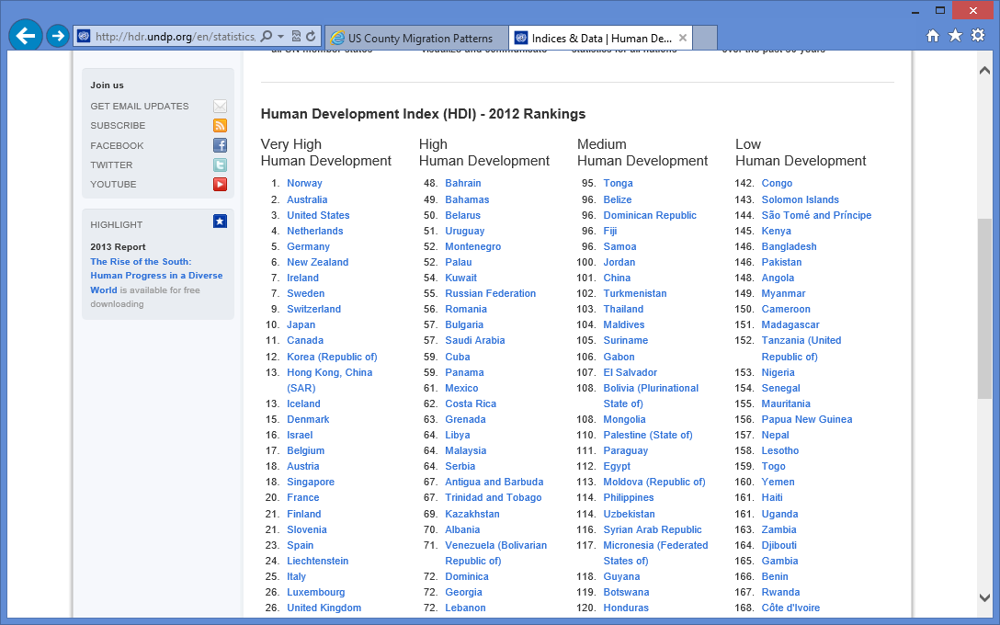 http://hdr.undp.org/en/statistics,
US County Migration Patterns
Indices & Data | Human De...
all UN member states
visualize and communicate
statistics for all nations
over the past 30 years
Join us
GET EMAIL UPDATES
SUBSCRIBE
FACEBOOK
TWITTER
YOUTUBE
HIGHLIGHT
2013 Report
The Rise of the South:
Human Progress in a Diverse
World is available for free
downloading
Human Development Index (HDI) - 2012 Rankings
Very High
Human Development
1. Norway
2. Australia
3. United States
4. Netherlands
5. Germany
6. New Zealand
7. Ireland
7. Sweden
9. Switzerland
10. Japan
11. Canada
12. Korea (Republic of)
13. Hong Kong, China
(SAR)
13. Iceland
15. Denmark
16. Israel
17. Belgium
18. Austria
18. Singapore
20. France
21. Finland
21. Slovenia
23. Spain
24. Liechtenstein
25. Italy
26. Luxembourg
26. United Kingdom
High
Human Development
48. Bahrain
49. Bahamas
50. Belarus
51. Uruguay
52. Montenegro
52. Palau
54. Kuwait
55. Russian Federation
56. Romania
57. Bulgaria
57. Saudi Arabia
59. Cuba
59. Panama
61. Mexico
62. Costa Rica
63. Grenada
64. Libya
64. Malaysia
64. Serbia
67. Antigua and Barbuda
67. Trinidad and Tobago
69. Kazakhstan
70. Albania
71. Venezuela (Bolivarian
Republic of)
72. Dominica
72. Georgia
72. Lebanon
Medium
Human Development
95. Tonga
96. Belize
96. Dominican Republic
96. Fiji
96. Samoa
100. Jordan
101. China
102. Turkmenistan
103. Thailand
104. Maldives
105. Suriname
106. Gabon
107. El Salvador
108. Bolivia (Plurinational
State of)
108. Mongolia
110. Palestine (State of)
111. Paraguay
112. Egypt
113. Moldova (Republic of)
114. Philippines
114. Uzbekistan
116. Syrian Arab Republic
117. Micronesia (Federated
States of)
118. Guyana
119. Botswana
120. Honduras
Low
Human Development
142. Congo
143. Solomon Islands
144. São Tomé and Príncipe
145. Kenya
146. Bangladesh
146. Pakistan
148. Angola
149. Myanmar
150. Cameroon
151. Madagascar
152. Tanzania (United
Republic of)
153. Nigeria
154. Senegal
155. Mauritania
156. Papua New Guinea
157. Nepal
158. Lesotho
159. Togo
160. Yemen
161. Haiti
161. Uganda
163. Zambia
164. Djibouti
165. Gambia
166. Benin
167. Rwanda
168. Côte d'Ivoire